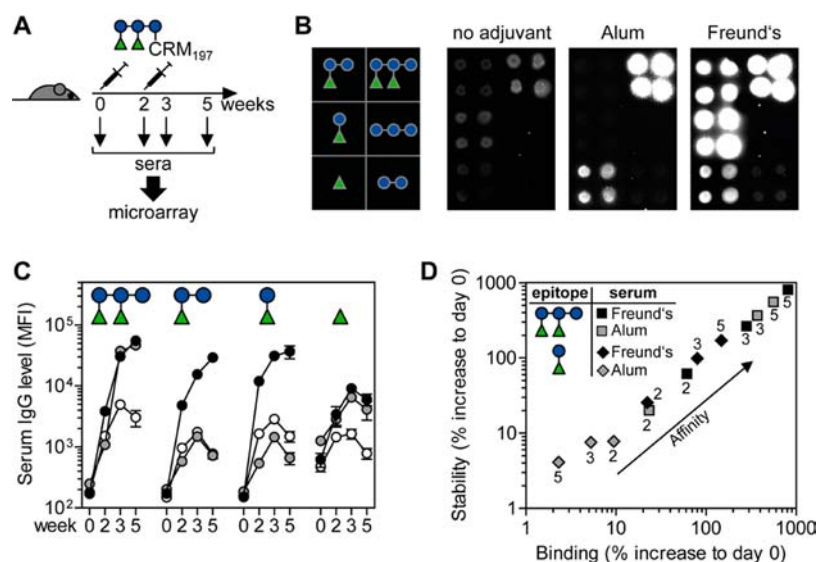 A
CRM197
0 2 3 5 weeks
sera
microarray
B
no adjuvant Alum Freund's
C
Serum IgG level (MFI)
10^5
10^4
10^3
10^2
week 0 2 3 5 0 2 3 5 0 2 3 5 0 2 3 5
D
Stability (% increase to day 0)
1000
100
10
1
epitope serum
Freund's
Alum
Freund's
Alum
5 3 2 2 2 2 3 5 3 3 5 5
Affinity
1 10 100 1000
Binding (% increase to day 0)